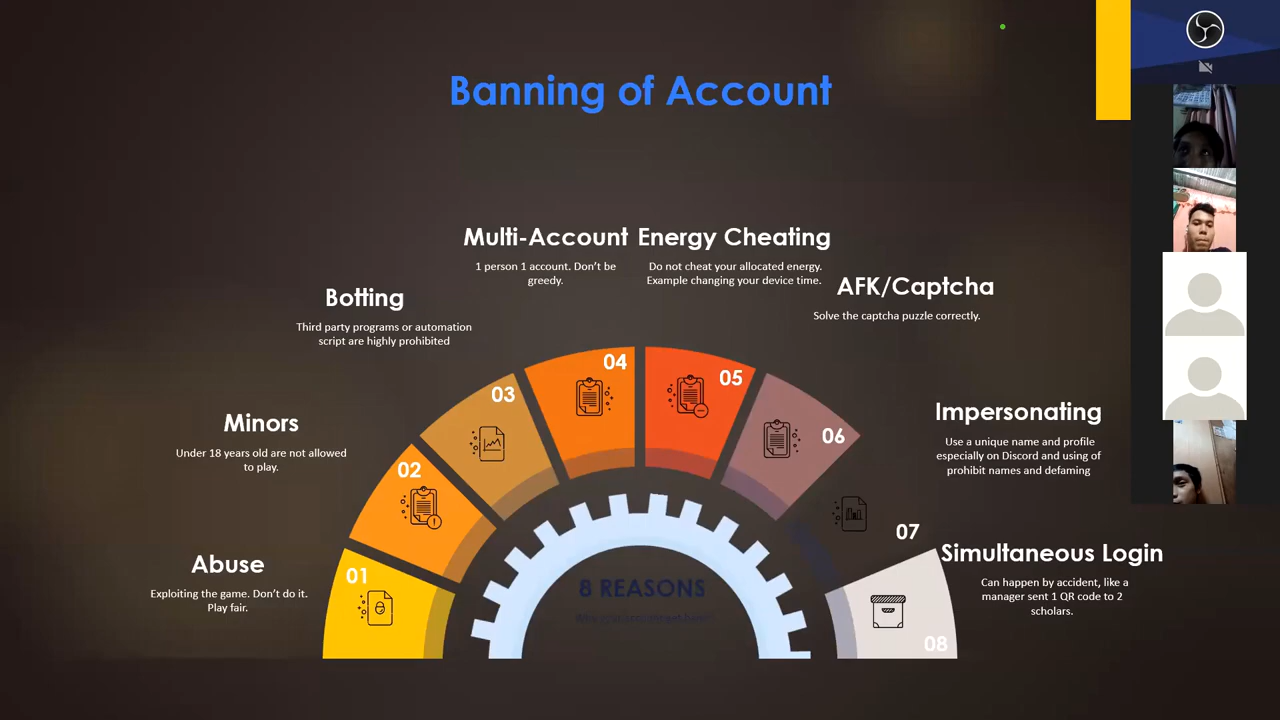 Banning of Account
Multi-Account
1 person 1 account. Don't be
greedy.
Energy Cheating
Do not cheat your allocated energy.
Example changing your device time.
AFK/Captcha
Solve the captcha puzzle correctly.
Botting
Third party programs or automation
script are highly prohibited
Minors
Under 18 years old are not allowed
to play.
Impersonating
Use a unique name and profile
especially on Discord and using of
prohibit names and defaming
Abuse
Exploiting the game. Don't do it.
Play fair.
Simultaneous Login
Can happen by accident, like a
manager sent 1 QR code to 2
scholars.
01
02
03
04
05
06
07
08
8 REASONS